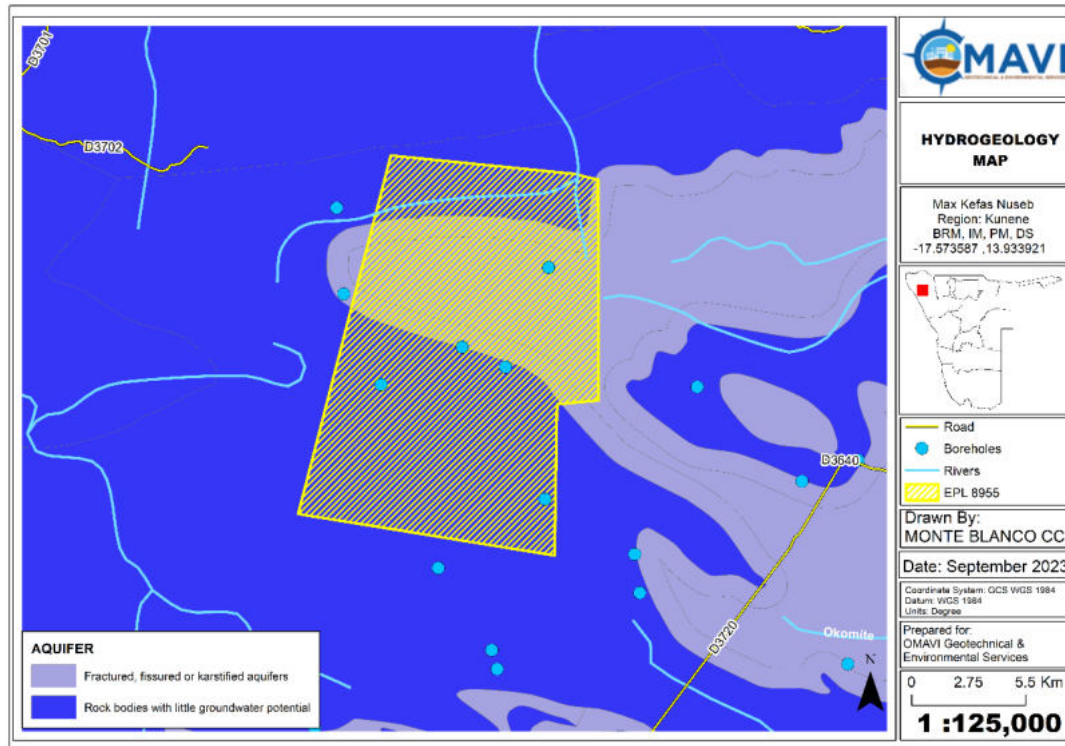 D3701
D3702
D3640
D3720
Okomite
N
AQUIFER
Fractured, fissured or karstified aquifers
Rock bodies with little groundwater potential
OMAVI
GEOTECHNICAL & ENVIRONMENTAL SERVICES
HYDROGEOLOGY
MAP
Max Kefas Nuseb
Region: Kunene
BRM, IM, PM, DS
-17.573587 ,13.933921
Road
Boreholes
Rivers
EPL 8955
Drawn By:
MONTE BLANCO CC
Date: September 2023
Coordinate System: GCS WGS 1984
Datum: WGS 1984
Units: Degree
Prepared for:
OMAVI Geotechnical &
Environmental Services
0 2.75 5.5 Km
1 :125,000